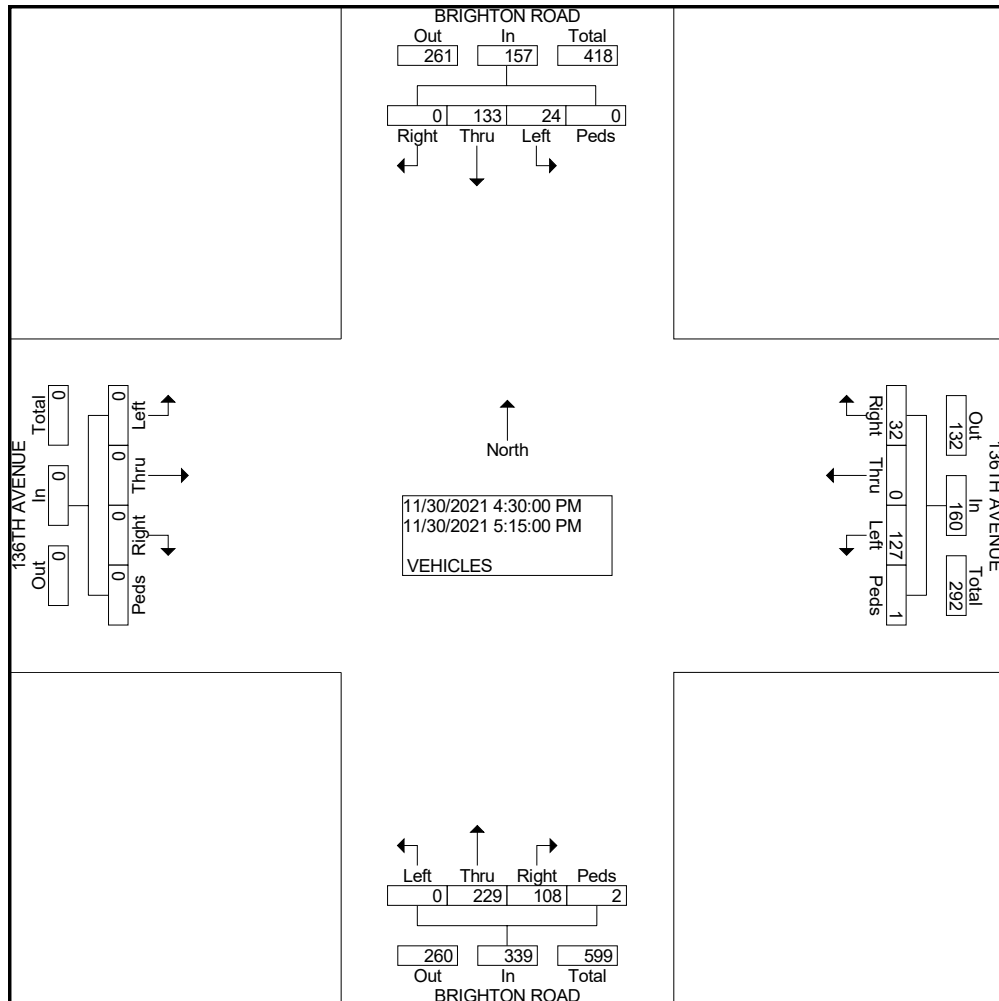 BRIGHTON ROAD
Out In Total
261 157 418
0 133 24 0
Right Thru Left Peds
136TH AVENUE
Total In Out
0 0 0
0 0 0 0
Left Thru Right Peds
North
11/30/2021 4:30:00 PM
11/30/2021 5:15:00 PM
VEHICLES
136TH AVENUE
Out In Total
132 160 292
32 0 127 1
Right Thru Left Peds
Left Thru Right Peds
0 229 108 2
260 339 599
Out In Total
BRIGHTON ROAD